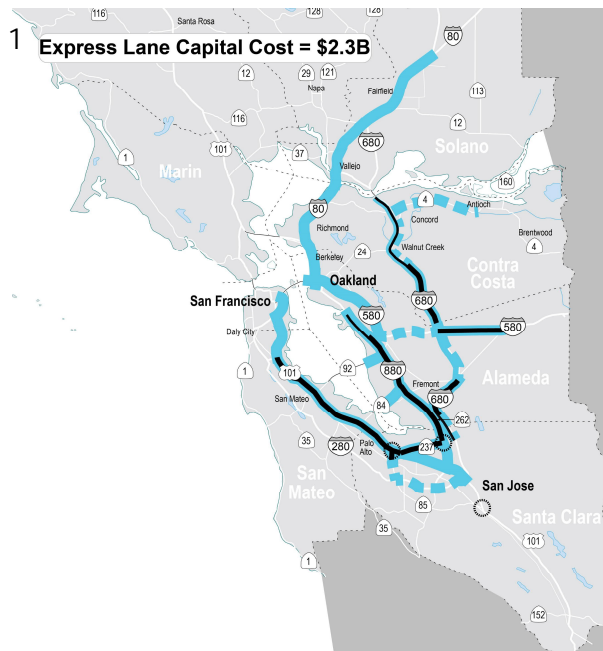 116
128
128
Santa Rosa
1
Express Lane Capital Cost = $2.3B
80
12
29
121
Napa
Fairfield
113
116
12
101
37
680
Solano
1
Marin
Vallejo
160
4
Antioch
80
Concord
Richmond
Brentwood
24
Walnut Creek
4
Berkeley
Contra
Costa
Oakland
San Francisco
680
580
580
Daly City
92
880
1
101
Alameda
Fremont
San Mateo
84
680
262
35
280
Palo
Alto
237
San
Mateo
San Jose
85
Santa Clara
35
101
1
152